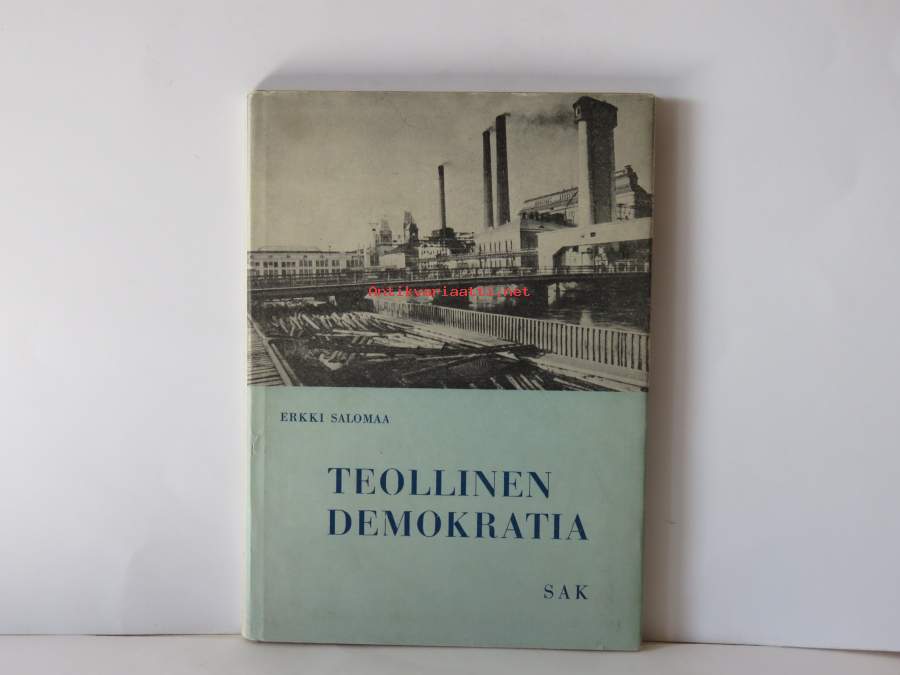 Antikvariaatti.net
ERKKI SALOMAA
TEOLLINEN
DEMOKRATIA
SAK